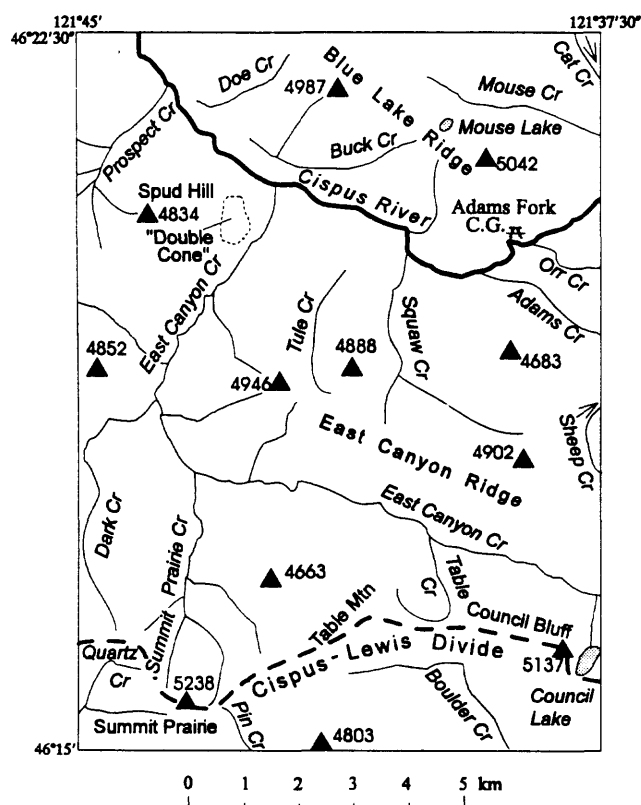 121°45' 121°37'30"
46°22'30"
Doe Cr
4987
Blue Lake Ridge
Cat Cr
Mouse Cr
Prospect Cr
Buck Cr
Mouse Lake
5042
Spud Hill
4834
"Double
Cone"
Cispus River
Adams Fork
C.G.
Orr Cr
Adams Cr
East Canyon Cr
Tule Cr
Squaw Cr
4852
4946
4888
4683
East Canyon Ridge
4902
Sheep Cr
East Canyon Cr
Dark Cr
Summit Prairie Cr
4663
Table Mtn
Table
Cr
Council Bluff
5137
Quartz
Cr
Cispus-Lewis Divide
5238
Council
Lake
Summit Prairie
Pin Cr
4803
Boulder Cr
46°15'
0 1 2 3 4 5 km